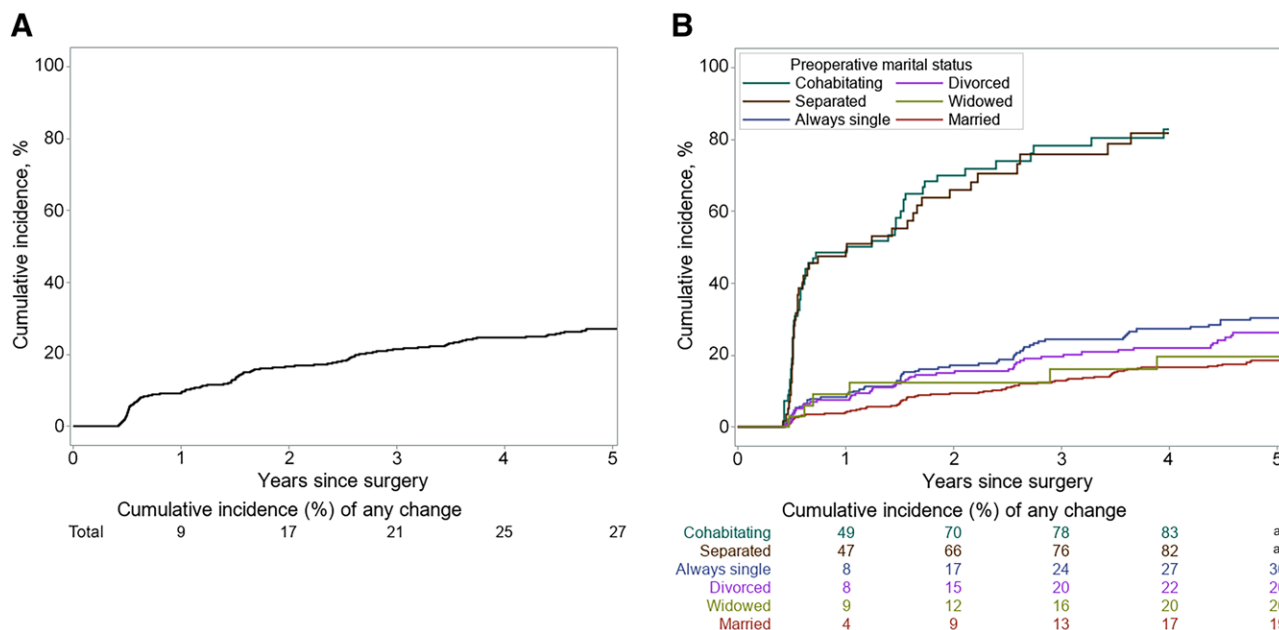 A
100
80
60
40
20
0
Cumulative incidence, %
0 1 2 3 4 5
Years since surgery
Cumulative incidence (%) of any change
Total 9 17 21 25 27
B
100
80
60
40
20
0
Cumulative incidence, %
Preoperative marital status
Cohabitating Divorced
Separated Widowed
Always single Married
0 1 2 3 4 5
Years since surgery
Cumulative incidence (%) of any change
Cohabitating 49 70 78 83 a
Separated 47 66 76 82 a
Always single 8 17 24 27
Divorced 8 15 20 22
Widowed 9 12 16 20
Married 4 9 13 17